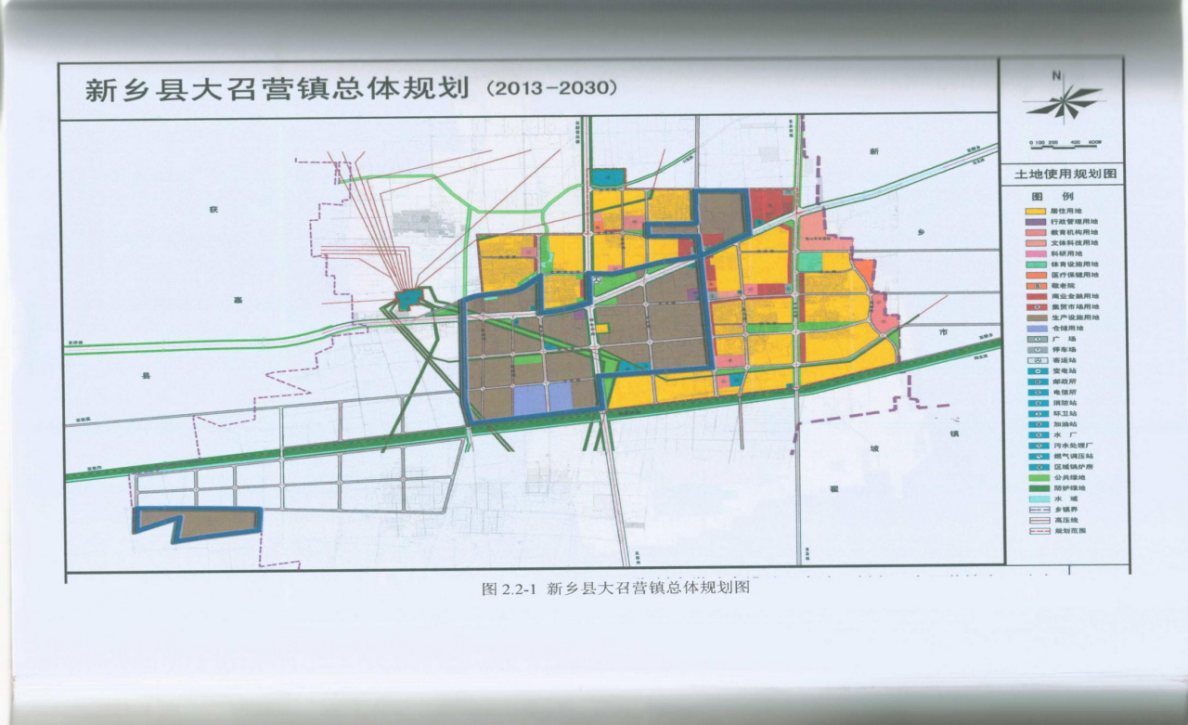 新乡县大召营镇总体规划 (2013-2030)
N
0 100 200 400 600M
土地使用规划图
图 例
居住用地
行政管理用地
教育机构用地
文体科技用地
科研用地
体育设施用地
医疗保健用地
敬老院
商业金融用地
集贸市场用地
生产设施用地
仓储用地
广 场
停车场
客运站
变电站
邮政所
电信所
消防站
环卫站
加油站
水 厂
污水处理厂
燃气调压站
区域锅炉房
公共绿地
防护绿地
水 域
乡镇界
高压线
规划范围
获
嘉
县
新
乡
市
翟
坡
镇
图 2.2-1 新乡县大召营镇总体规划图